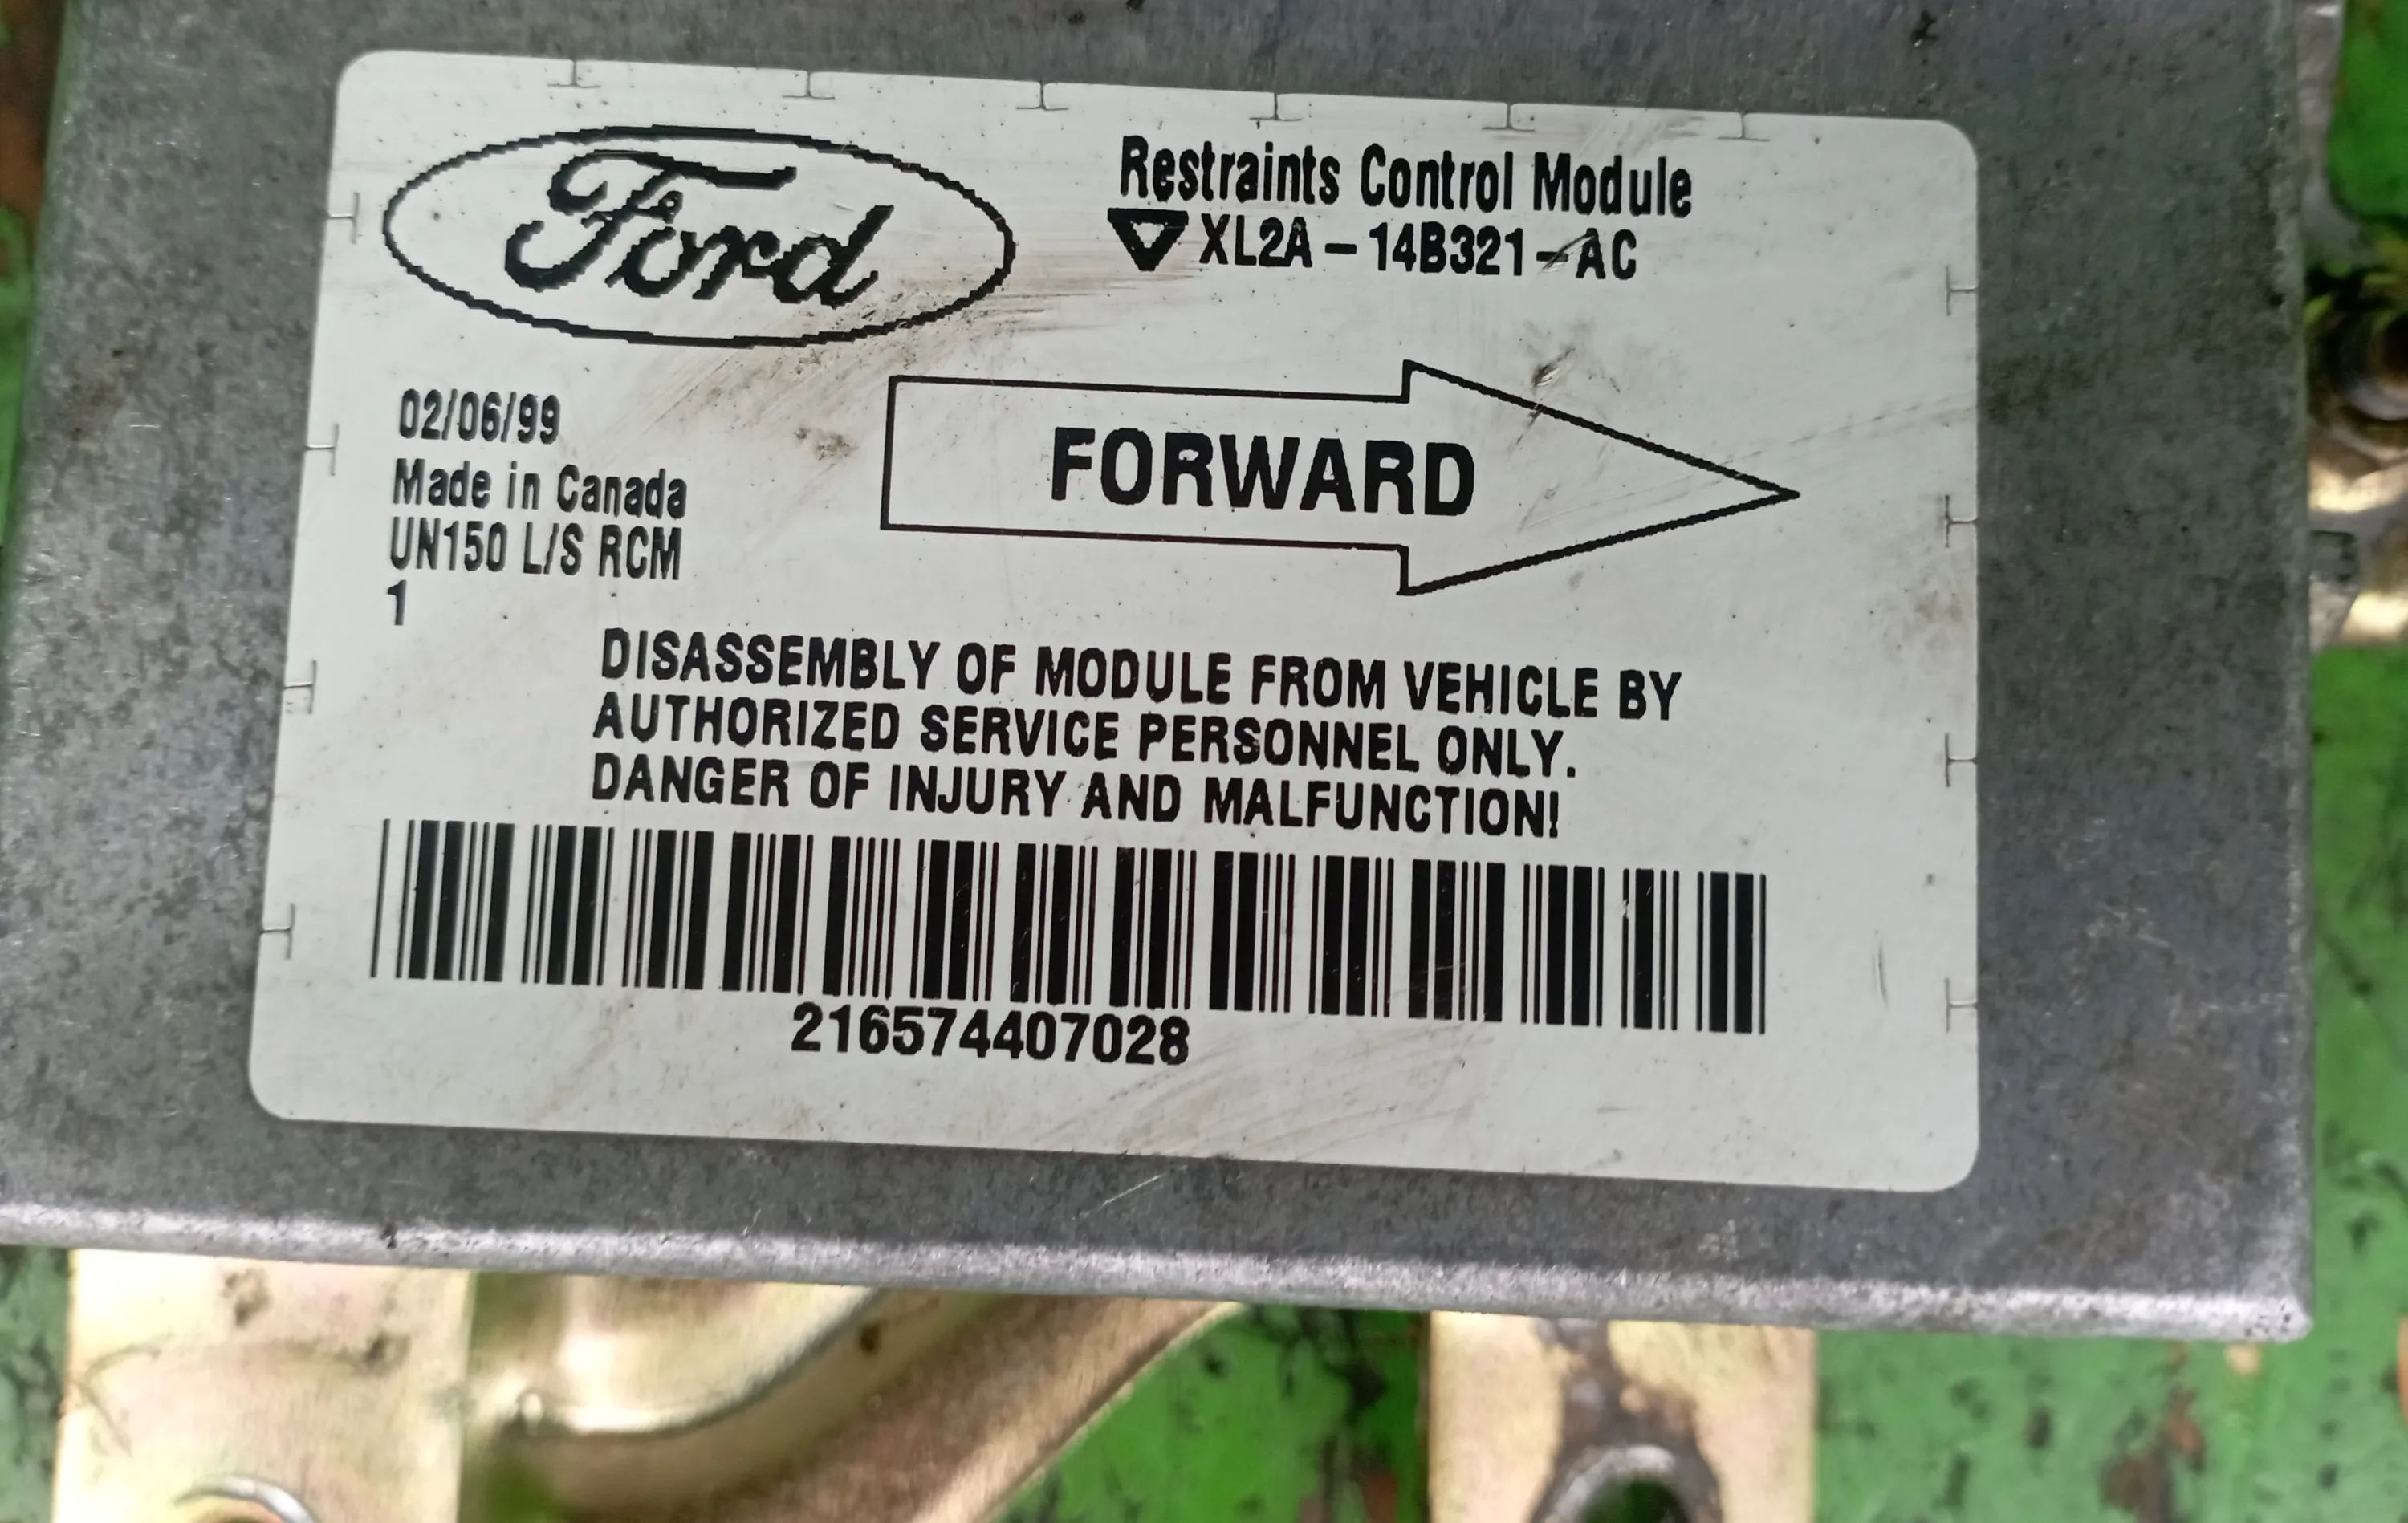 Ford
Restraints Control Module
XL2A-14B321-AC
02/06/99
Made in Canada
UN150 L/S RCM
1
FORWARD
DISASSEMBLY OF MODULE FROM VEHICLE BY
AUTHORIZED SERVICE PERSONNEL ONLY.
DANGER OF INJURY AND MALFUNCTION!
216574407028